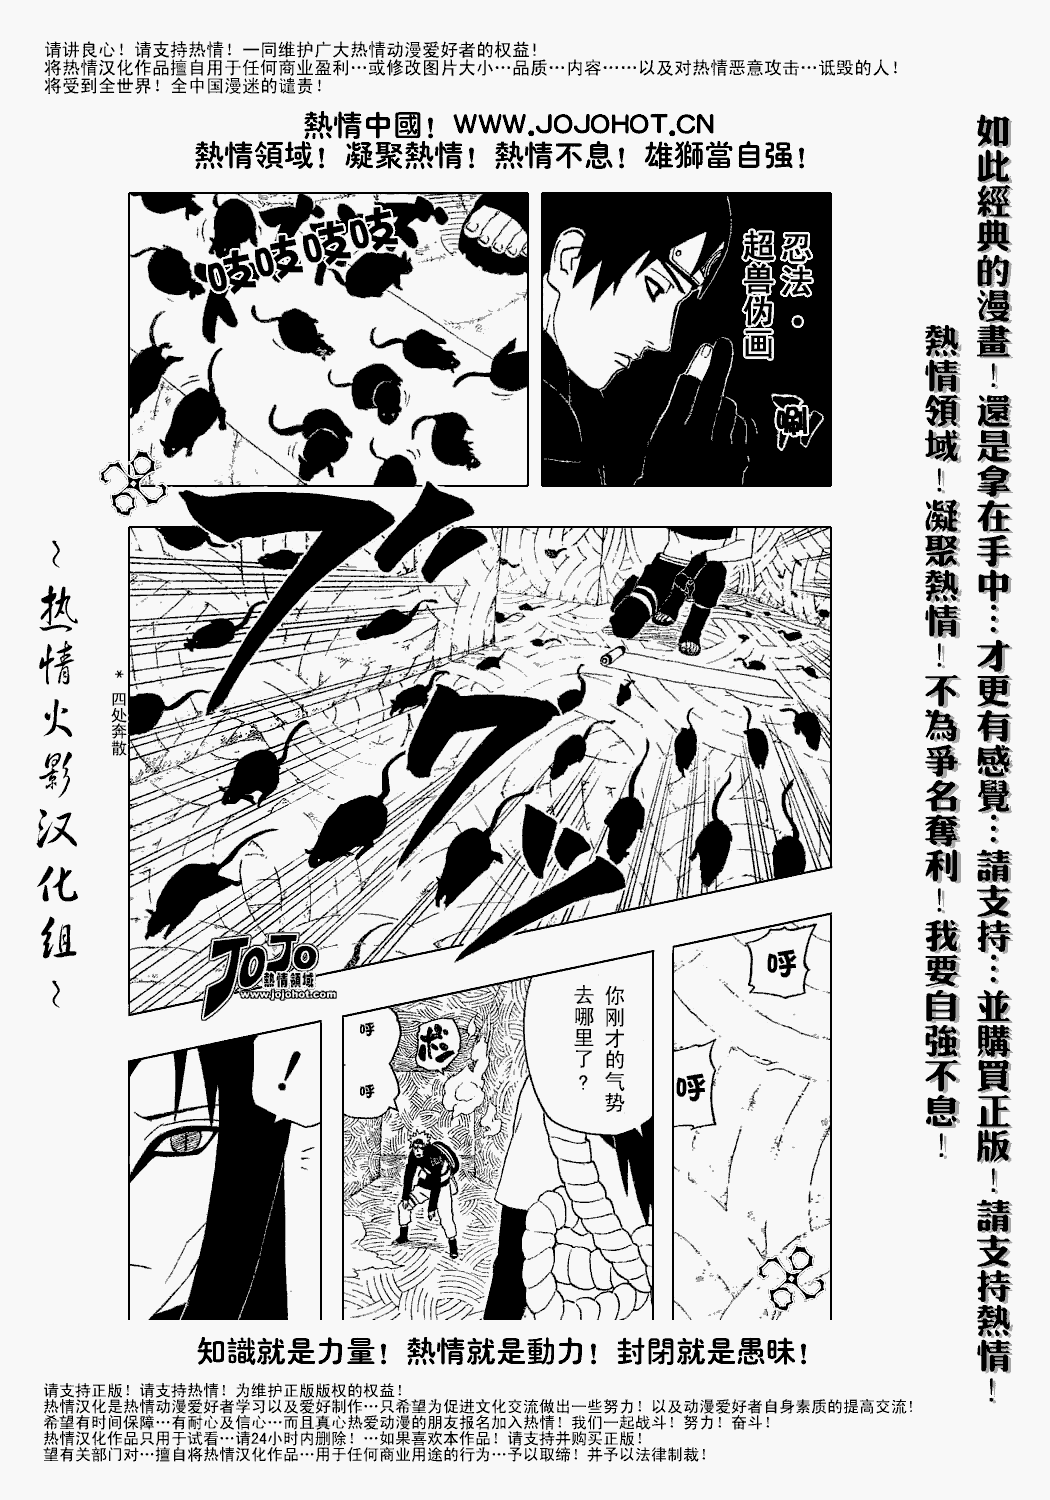 请讲良心！请支持热情！一同维护广大热情动漫爱好者的权益！
将热情汉化作品擅自用于任何商业盈利…或修改图片大小…品质…内容……以及对热情恶意攻击…诋毁的人！
将受到全世界！全中国漫迷的谴责！
熱情中國！WWW.JOJOHOT.CN
熱情領域！凝聚熱情！熱情不息！雄獅當自强！
如此經典的漫畫！還是拿在手中…才更有感覺…請支持…並購買正版！請支持熱情！
熱情領域！凝聚熱情！不為爭名奪利！我要自強不息！
忍法·
超兽伪画
吱吱吱吱
ブワワッ
*四处奔散
～热情火影汉化组～
JOJO
熱情領域
www.jojohot.com
呼
呼
你刚才的气势
去哪里了？
呼
呼
！
知識就是力量！熱情就是動力！封閉就是愚昧！
请支持正版！请支持热情！为维护正版版权的权益！
热情汉化是热情动漫爱好者学习以及爱好制作…只希望为促进文化交流做出一些努力！以及动漫爱好者自身素质的提高交流！
希望有时间保障…有耐心及信心…而且真心热爱动漫的朋友报名加入热情！我们一起战斗！努力！奋斗！
热情汉化作品只用于试看…请24小时内删除！…如果喜欢本作品！请支持并购买正版！
望有关部门对…擅自将热情汉化作品…用于任何商业用途的行为…予以取缔！并予以法律制裁！